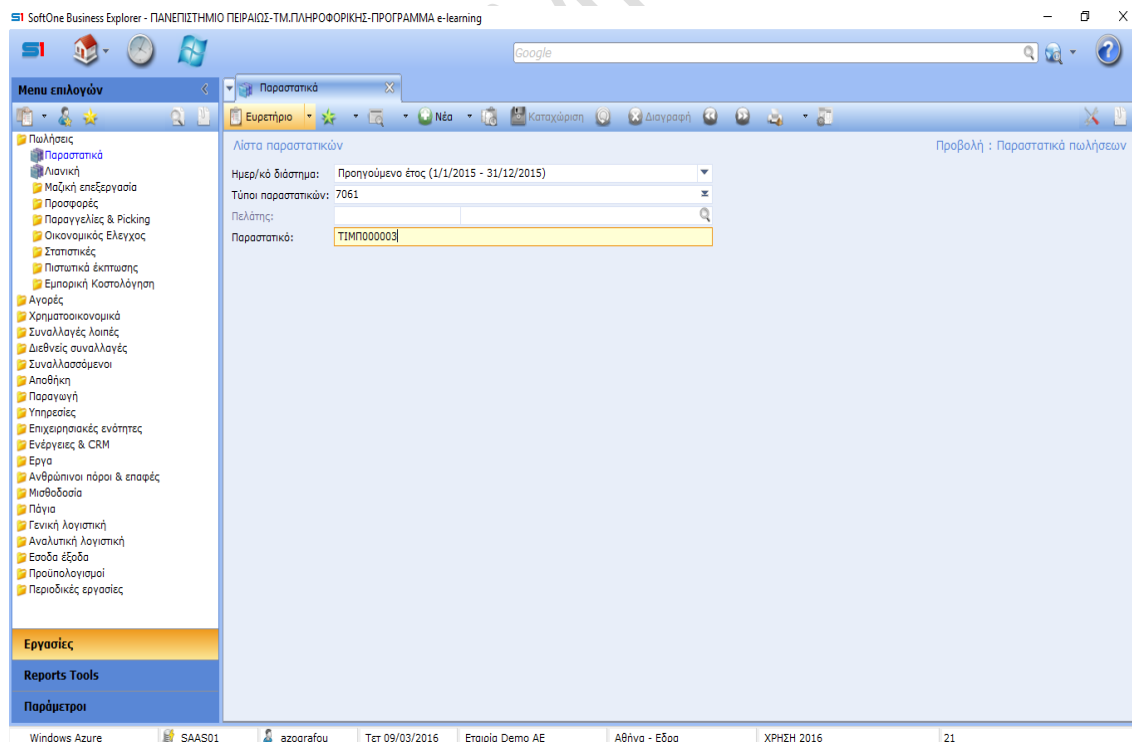 S1 SoftOne Business Explorer - ΠΑΝΕΠΙΣΤΗΜΙΟ ΠΕΙΡΑΙΩΣ-ΤΜ.ΠΛΗΡΟΦΟΡΙΚΗΣ-ΠΡΟΓΡΑΜΜΑ e-learning
S1
Google
Menu επιλογών
Παραστατικά
Ευρετήριο
Νέα
Καταχώριση
Διαγραφή
Πωλήσεις
Παραστατικά
Λιανική
Μαζική επεξεργασία
Προσφορές
Παραγγελίες & Picking
Οικονομικός Ελεγχος
Στατιστικές
Πιστωτικά έκπτωσης
Εμπορική Κοστολόγηση
Αγορές
Χρηματοοικονομικά
Συναλλαγές λοιπές
Διεθνείς συναλλαγές
Συναλλασσόμενοι
Αποθήκη
Παραγωγή
Υπηρεσίες
Επιχειρησιακές ενότητες
Ενέργειες & CRM
Εργα
Ανθρώπινοι πόροι & επαφές
Μισθοδοσία
Πάγια
Γενική λογιστική
Αναλυτική λογιστική
Εσοδα έξοδα
Προϋπολογισμοί
Περιοδικές εργασίες
Εργασίες
Reports Tools
Παράμετροι
Λίστα παραστατικών
Προβολή : Παραστατικά πωλήσεων
Ημερ/κό διάστημα: Προηγούμενο έτος (1/1/2015 - 31/12/2015)
Τύποι παραστατικών: 7061
Πελάτης:
Παραστατικό: ΤΙΜΠ000003
Windows Azure SAAS01 azografou Τετ 09/03/2016 Εταιρία Demo AE Αθήνα - Εδρα ΧΡΗΣΗ 2016 21